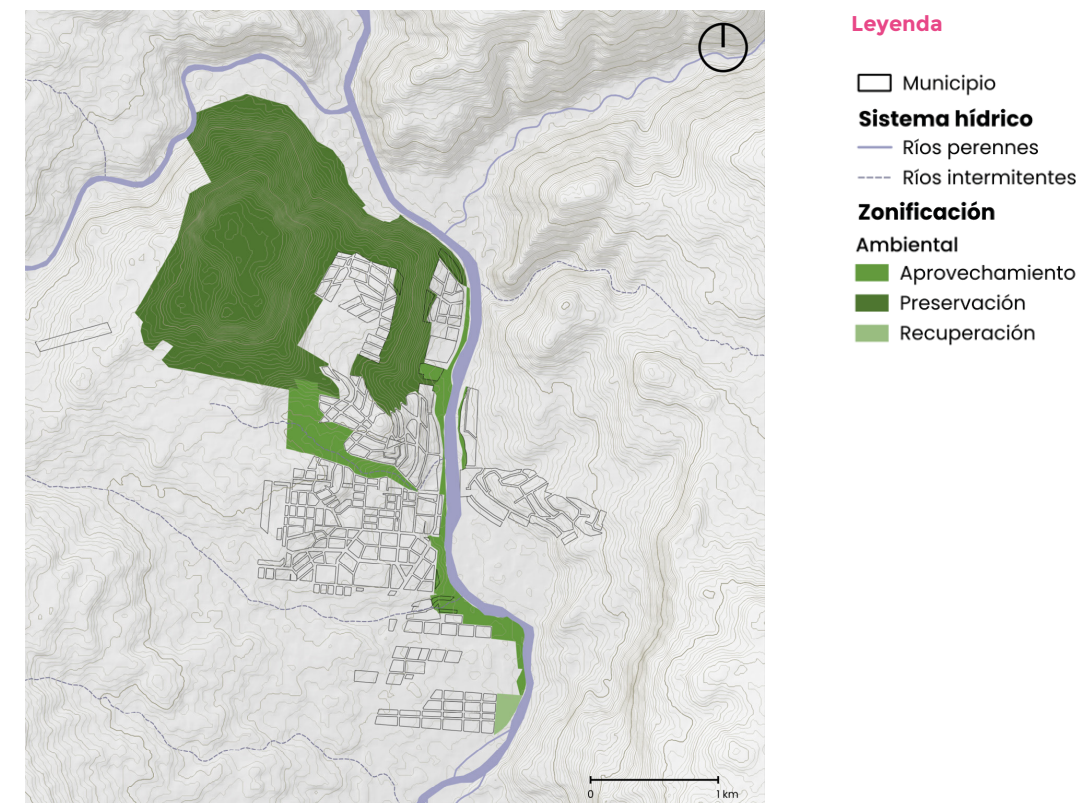 Leyenda
Municipio
Sistema hídrico
Ríos perennes
Ríos intermitentes
Zonificación
Ambiental
Aprovechamiento
Preservación
Recuperación
0 1 km